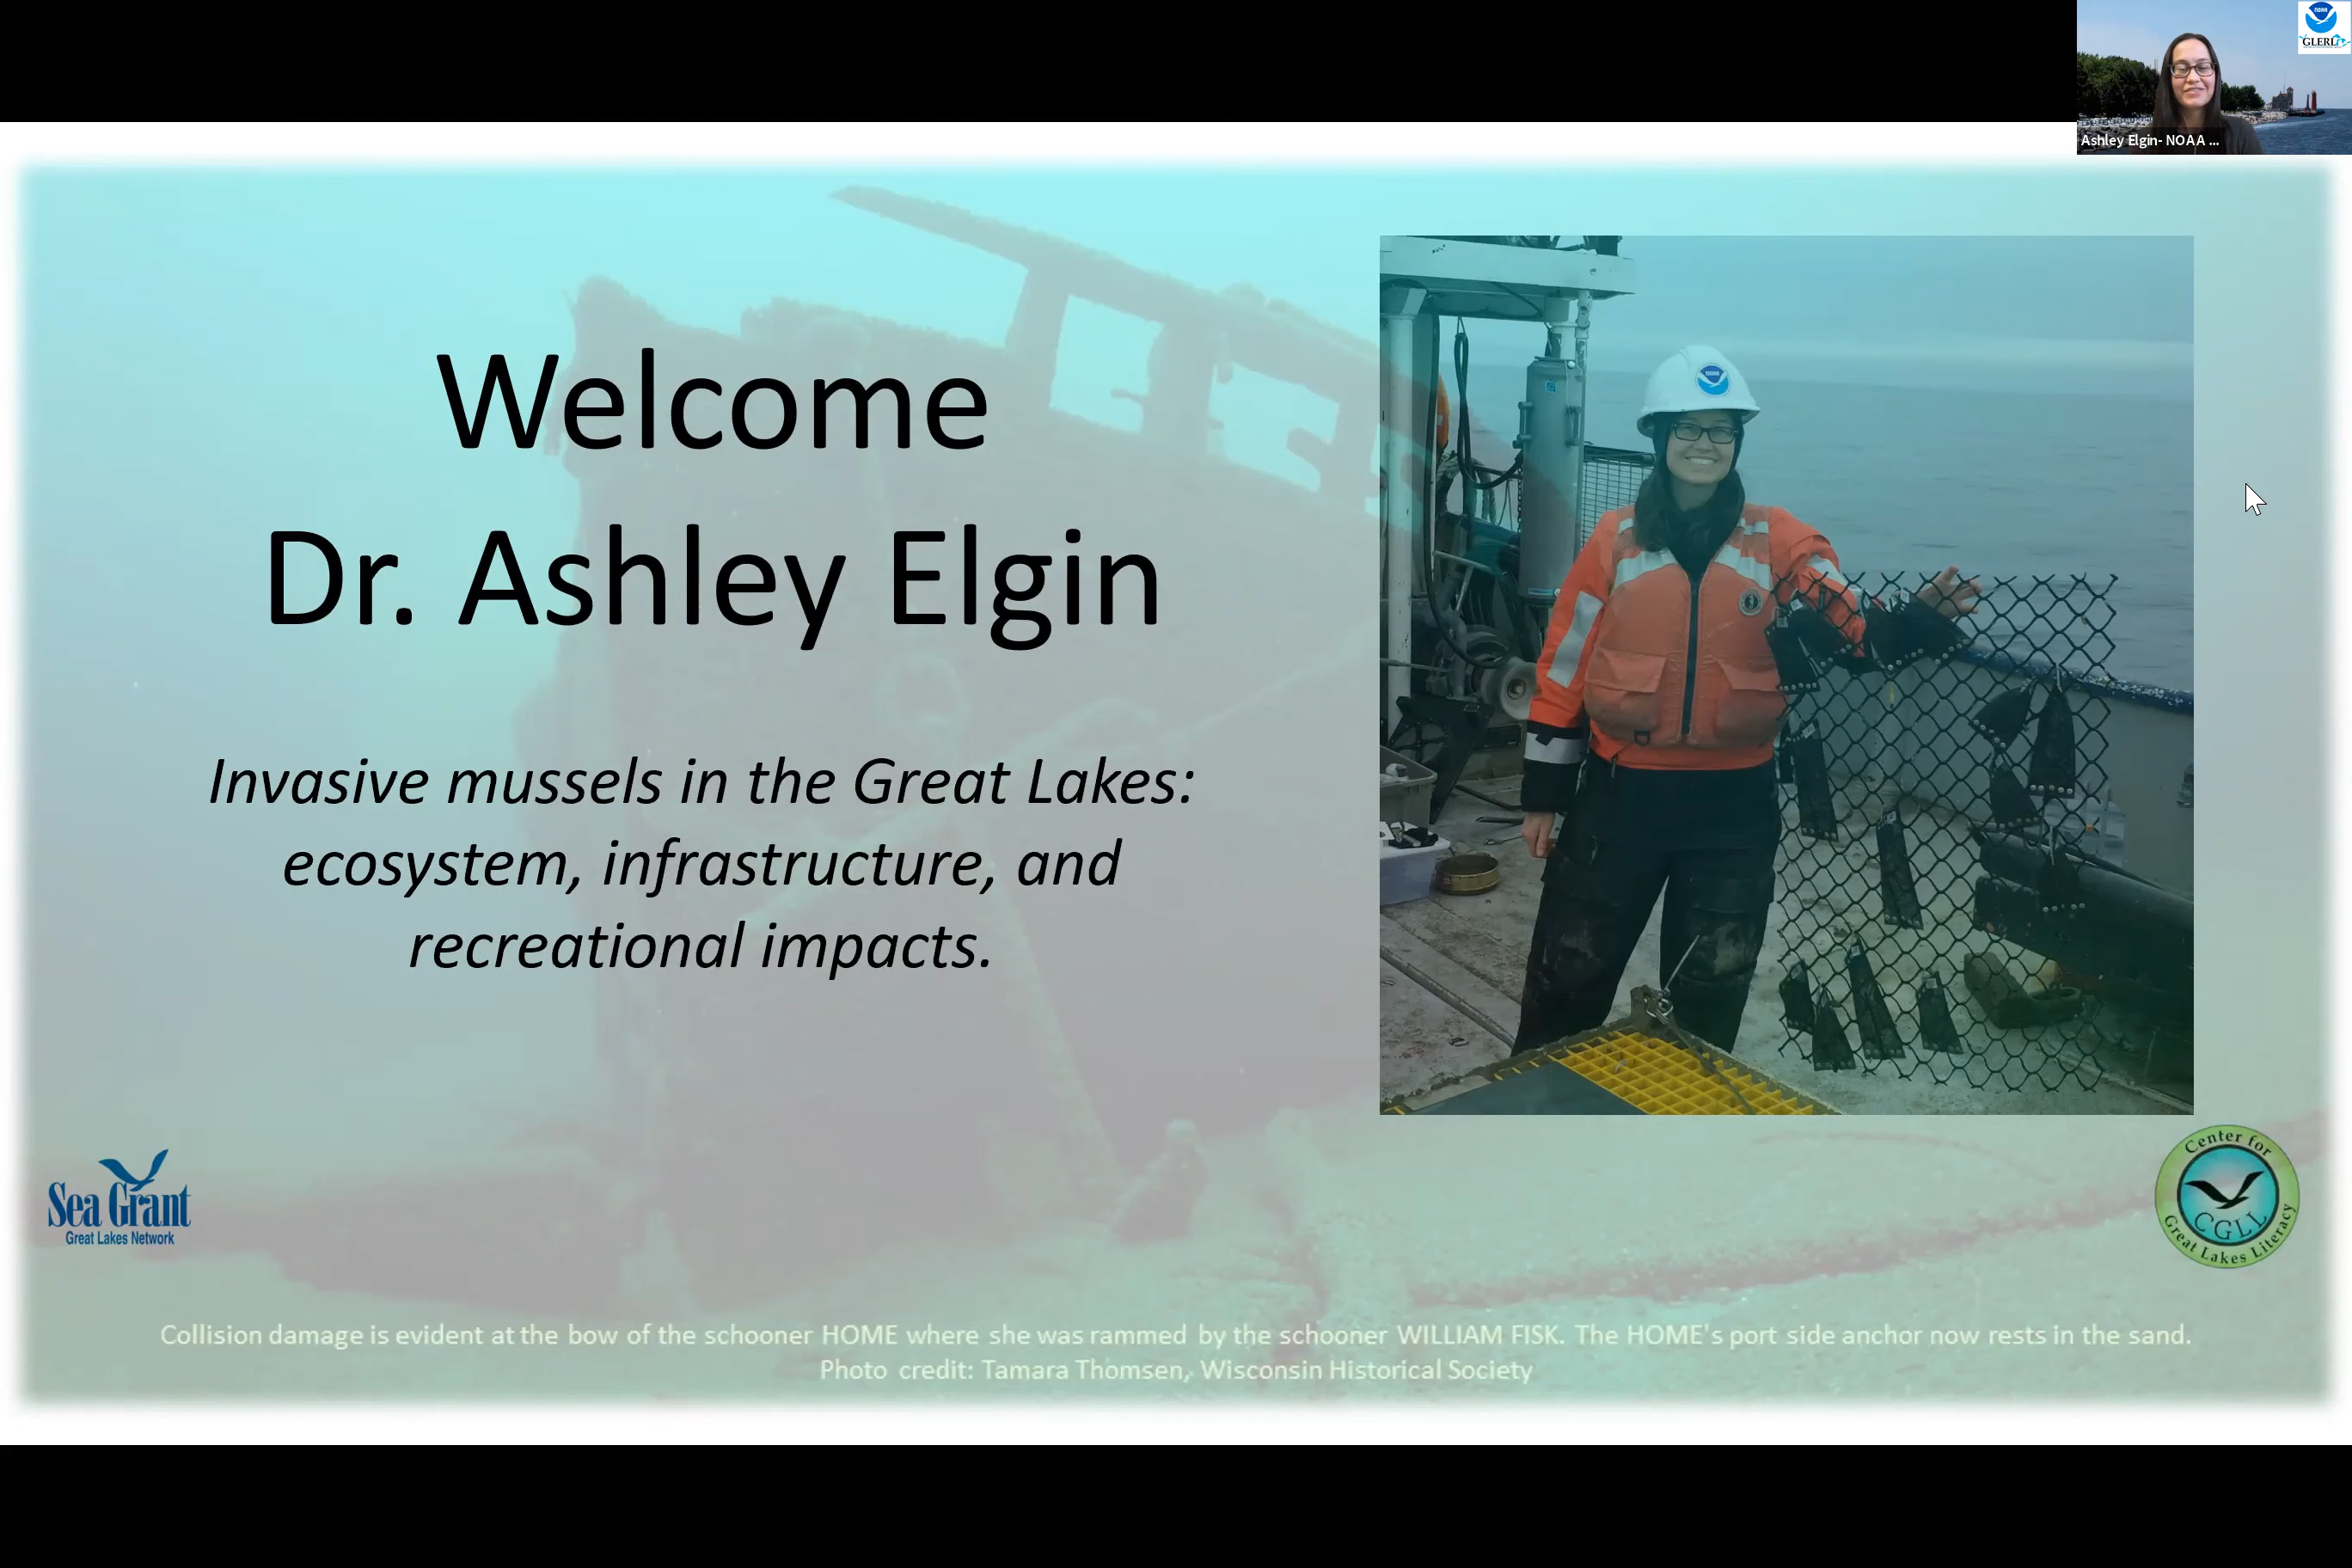 NOAA
GLERL
Ashley Elgin- NOAA ...
Welcome
Dr. Ashley Elgin
Invasive mussels in the Great Lakes:
ecosystem, infrastructure, and
recreational impacts.
NOAA
Sea Grant
Great Lakes Network
Center for
CGLL
Great Lakes Literacy
Collision damage is evident at the bow of the schooner HOME where she was rammed by the schooner WILLIAM FISK. The HOME's port side anchor now rests in the sand.
Photo credit: Tamara Thomsen, Wisconsin Historical Society